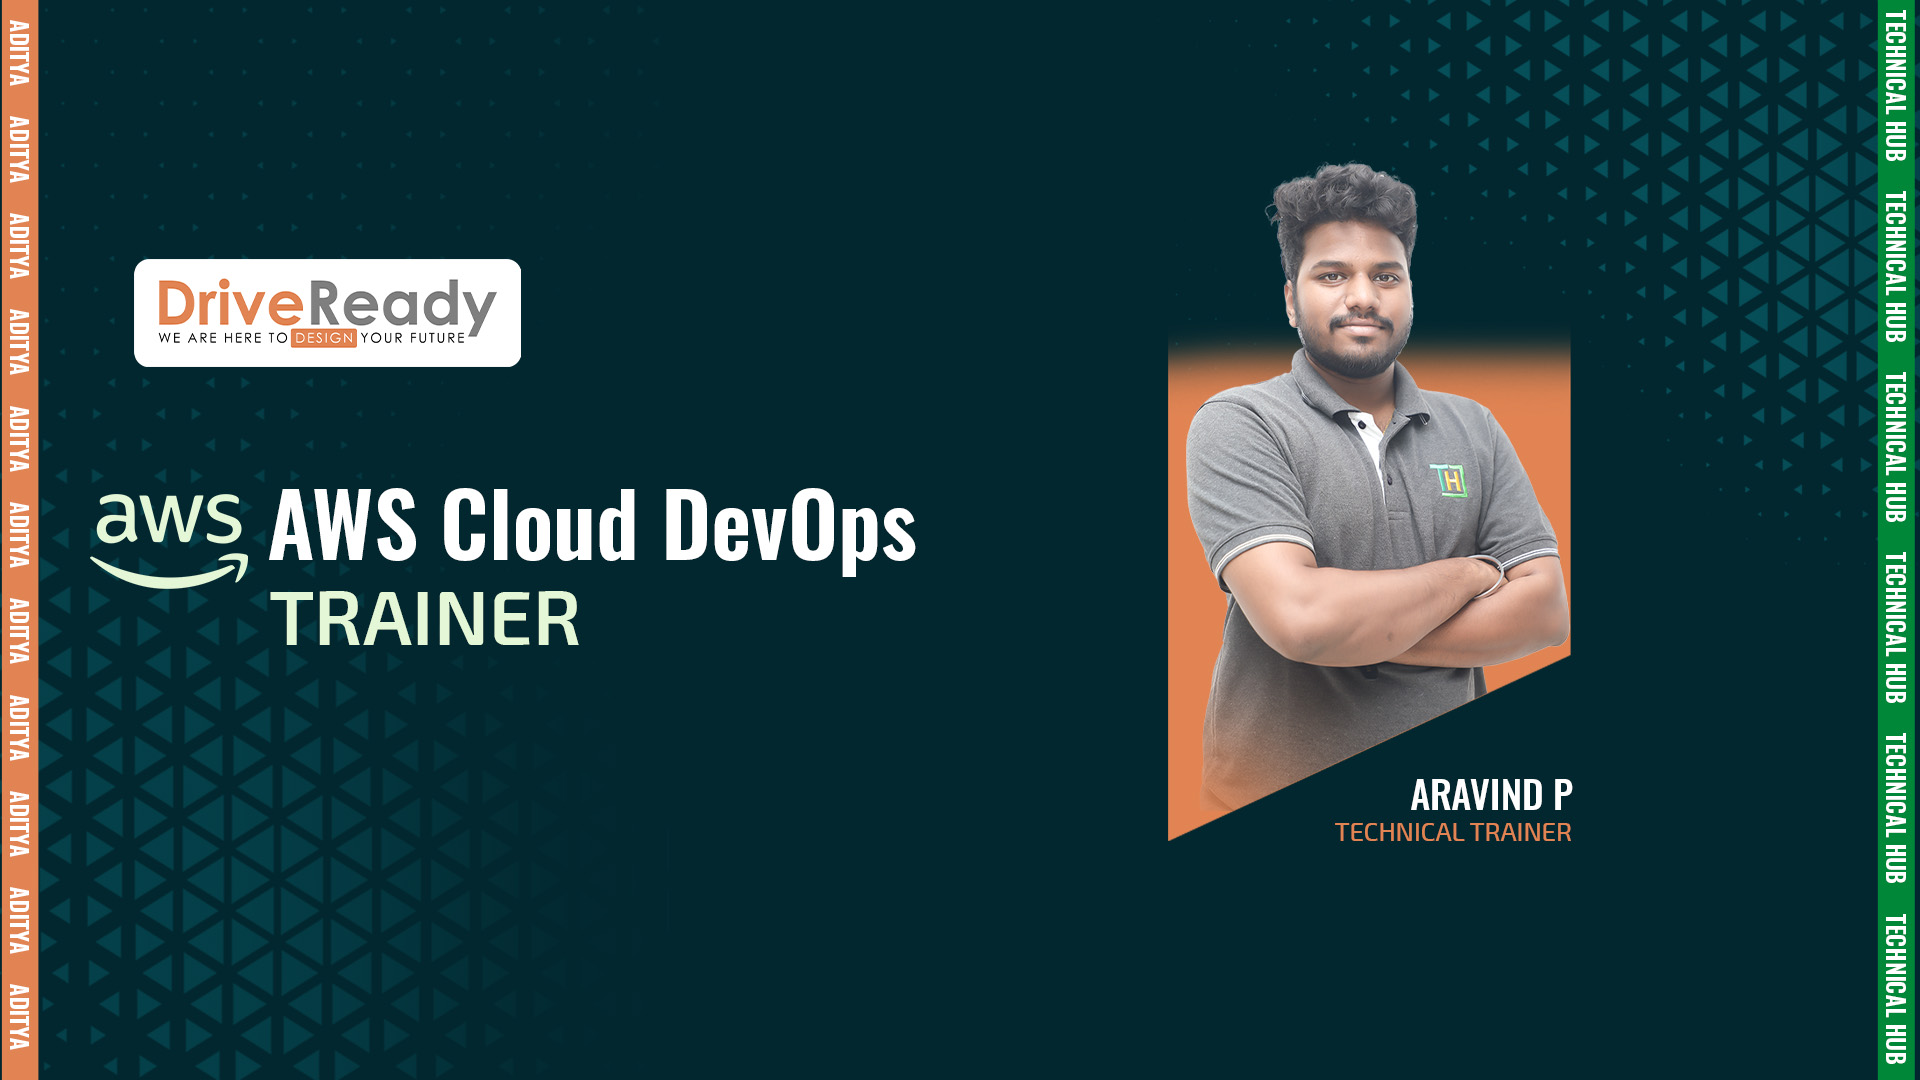 ADITYA ADITYA ADITYA ADITYA ADITYA ADITYA ADITYA ADITYA ADITYA ADITYA ADITYA
DriveReady
WE ARE HERE TO DESIGN YOUR FUTURE
aws
AWS Cloud DevOps
TRAINER
TH
ARAVIND P
TECHNICAL TRAINER
TECHNICAL HUB TECHNICAL HUB TECHNICAL HUB TECHNICAL HUB TECHNICAL HUB TECHNICAL HUB